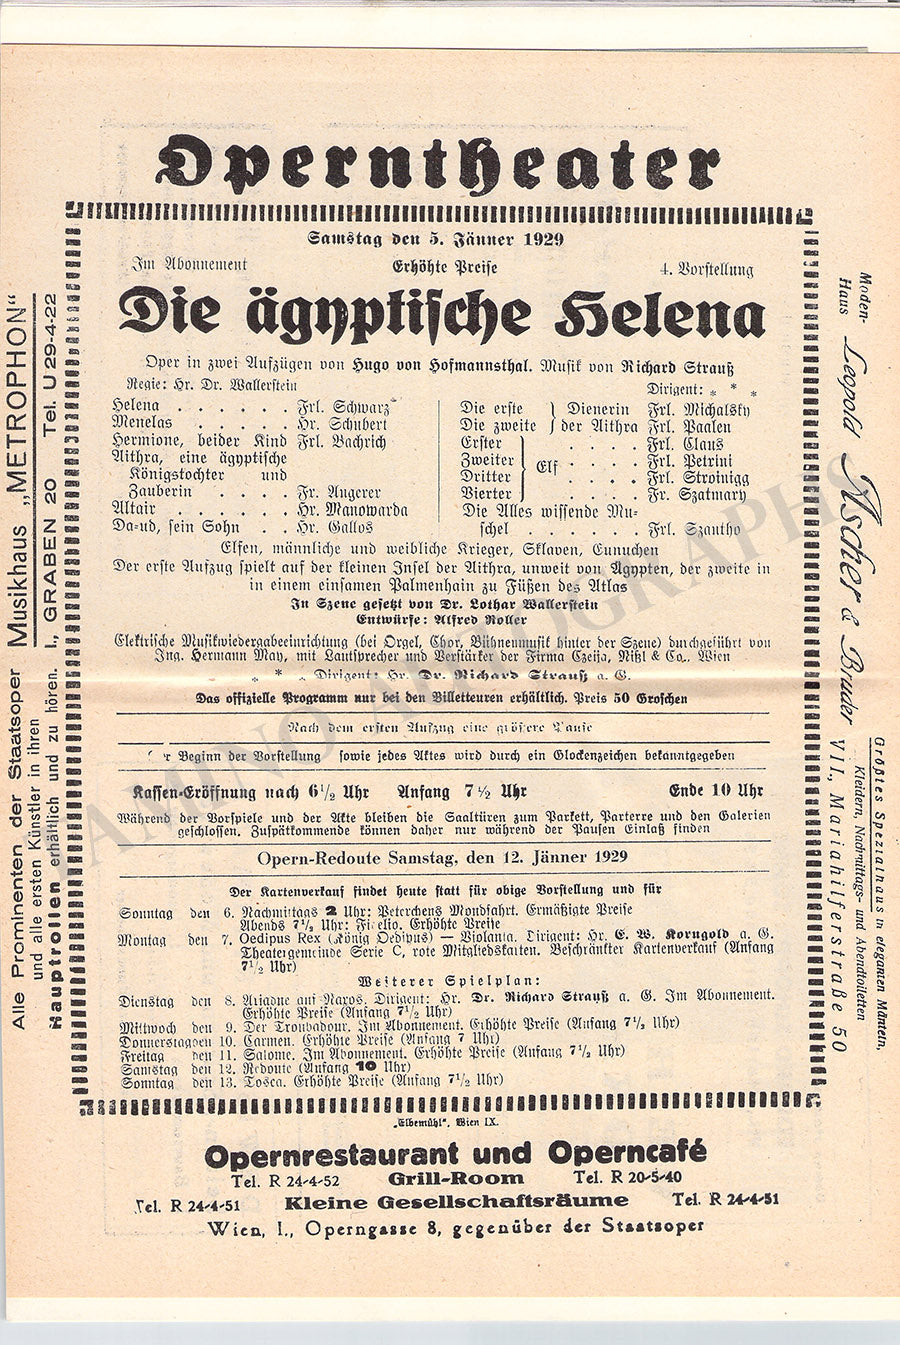 Operntheater
Samstag den 5. Jänner 1929
Im Abonnement Erhöhte Preise 4. Vorstellung
Die ägyptische Helena
Oper in zwei Aufzügen von Hugo von Hofmannsthal. Musik von Richard Strauß
Regie: Hr. Dr. Wallerstein Dirigent: * * *
Helena . . . . . . Frl. Schwarz
Menelas . . . . . Hr. Schubert
Hermione, beider Kind Frl. Bachrich
Aithra, eine ägyptische
Königstochter und
Zauberin . . . . Fr. Angerer
Altair . . . . . . Hr. Manowarda
Da-ud, sein Sohn . . Hr. Gallos
Die erste } Dienerin Frl. Michalsky
Die zweite } der Aithra Frl. Paalen
Erster } . . . . Frl. Claus
Zweiter } Elf . . . . Frl. Petrini
Dritter } . . . . Frl. Stroinigg
Vierter } . . . . Fr. Szatmary
Die Alles wissende Mu-
schel . . . . . . Frl. Szantho
Elfen, männliche und weibliche Krieger, Sklaven, Eunuchen
Der erste Aufzug spielt auf der kleinen Insel der Aithra, unweit von Ägypten, der zweite in
in einem einsamen Palmenhain zu Füßen des Atlas
In Szene gesetzt von Dr. Lothar Wallerstein
Entwürfe: Alfred Roller
Elektrische Musikwiedergabeeinrichtung (bei Orgel, Chor, Bühnenmusik hinter der Szene) durchgeführt von
Ing. Hermann May, mit Lautsprecher und Verstärker der Firma Czeija, Nißl & Co., Wien
* * * Dirigent: Hr. Dr. Richard Strauß a. G.
Das offizielle Programm nur bei den Billetteuren erhältlich. Preis 50 Groschen
Nach dem ersten Aufzug eine größere Pause
r Beginn der Vorstellung sowie jedes Aktes wird durch ein Glockenzeichen bekanntgegeben
Kassen-Eröffnung nach 6½ Uhr Anfang 7½ Uhr Ende 10 Uhr
Während der Vorspiele und der Akte bleiben die Saaltüren zum Parkett, Parterre und den Galerien
geschlossen. Zuspätkommende können daher nur während der Pausen Einlaß finden
Opern-Redoute Samstag, den 12. Jänner 1929
Der Kartenverkauf findet heute statt für obige Vorstellung und für
Sonntag den 6. Nachmittags 2 Uhr: Peterchens Mondfahrt. Ermäßigte Preise
Abends 7½ Uhr: Fidelio. Erhöhte Preise
Montag den 7. Oedipus Rex (König Oedipus) — Violanta. Dirigent: Hr. E. W. Korngold a. G.
Theatergemeinde Serie C, rote Mitgliedskarten. Beschränkter Kartenverkauf (Anfang
7½ Uhr)
Weiterer Spielplan:
Dienstag den 8. Ariadne auf Naxos. Dirigent: Hr. Dr. Richard Strauß a. G. Im Abonnement.
Erhöhte Preise (Anfang 7½ Uhr)
Mittwoch den 9. Der Troubadour. Im Abonnement. Erhöhte Preise (Anfang 7½ Uhr)
Donnerstag den 10. Carmen. Erhöhte Preise (Anfang 7 Uhr)
Freitag den 11. Salome. Im Abonnement. Erhöhte Preise (Anfang 7½ Uhr)
Samstag den 12. Redoute (Anfang 10 Uhr)
Sonntag den 13. Tosca. Erhöhte Preise (Anfang 7½ Uhr)
„Elbemühl“, Wien IX.
Opernrestaurant und Operncafé
Tel. R 24-4-52 Grill-Room Tel. R 20-5-40
Tel. R 24-4-51 Kleine Gesellschaftsräume Tel. R 24-4-51
Wien, I., Operngasse 8, gegenüber der Staatsoper
Alle Prominenten der Staatsoper
und alle ersten Künstler in ihren
Hauptrollen erhältlich und zu hören.
Musikhaus „METROPHON“
I., GRABEN 20 Tel. U 29-4-22
Moden-
Haus
Leopold Ascher & Bruder
VII., Mariahilferstraße 50
Größtes Spezialhaus in eleganten Mänteln,
Kleidern, Nachmittags- und Abendtoiletten
TAMINO AUTOGRAPHS